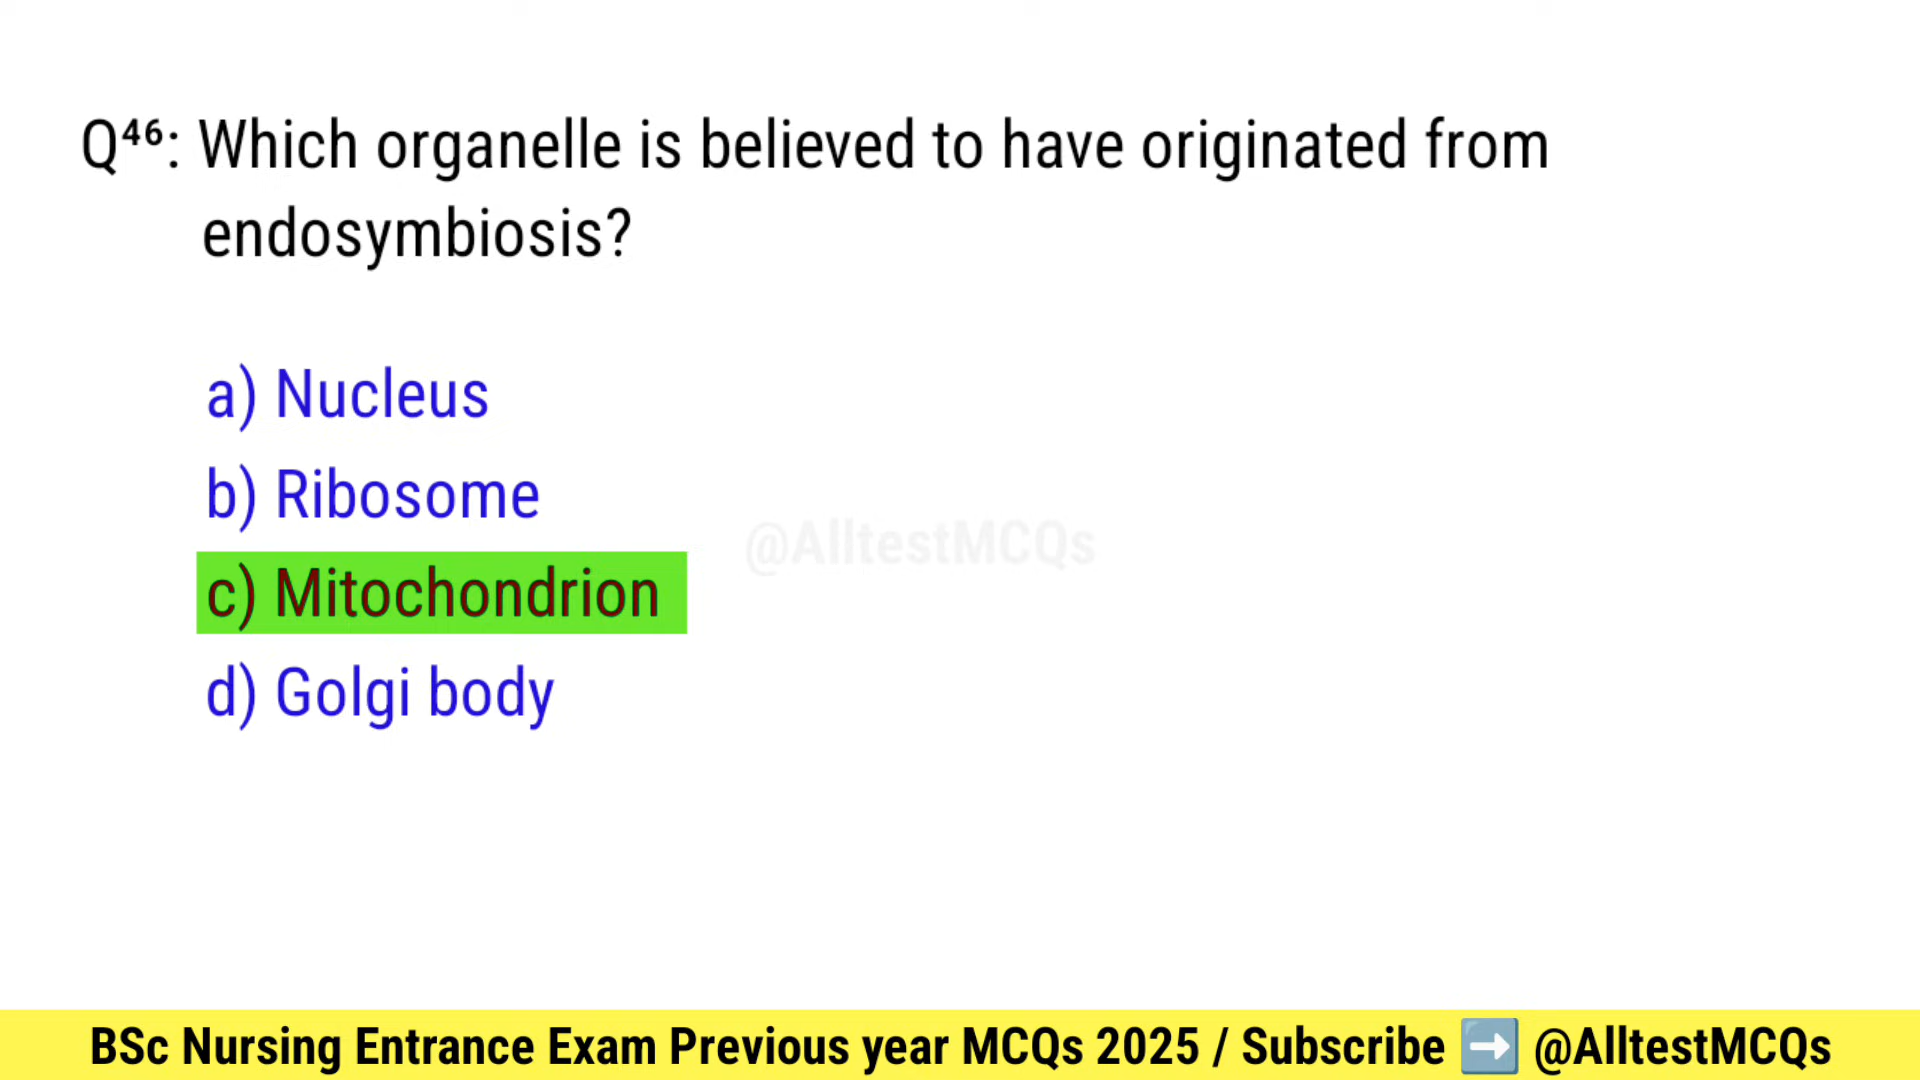 Q⁴⁶: Which organelle is believed to have originated from
endosymbiosis?
a) Nucleus
b) Ribosome
@AlltestMCQs
c) Mitochondrion
d) Golgi body
BSc Nursing Entrance Exam Previous year MCQs 2025 / Subscribe ➡️ @AlltestMCQs